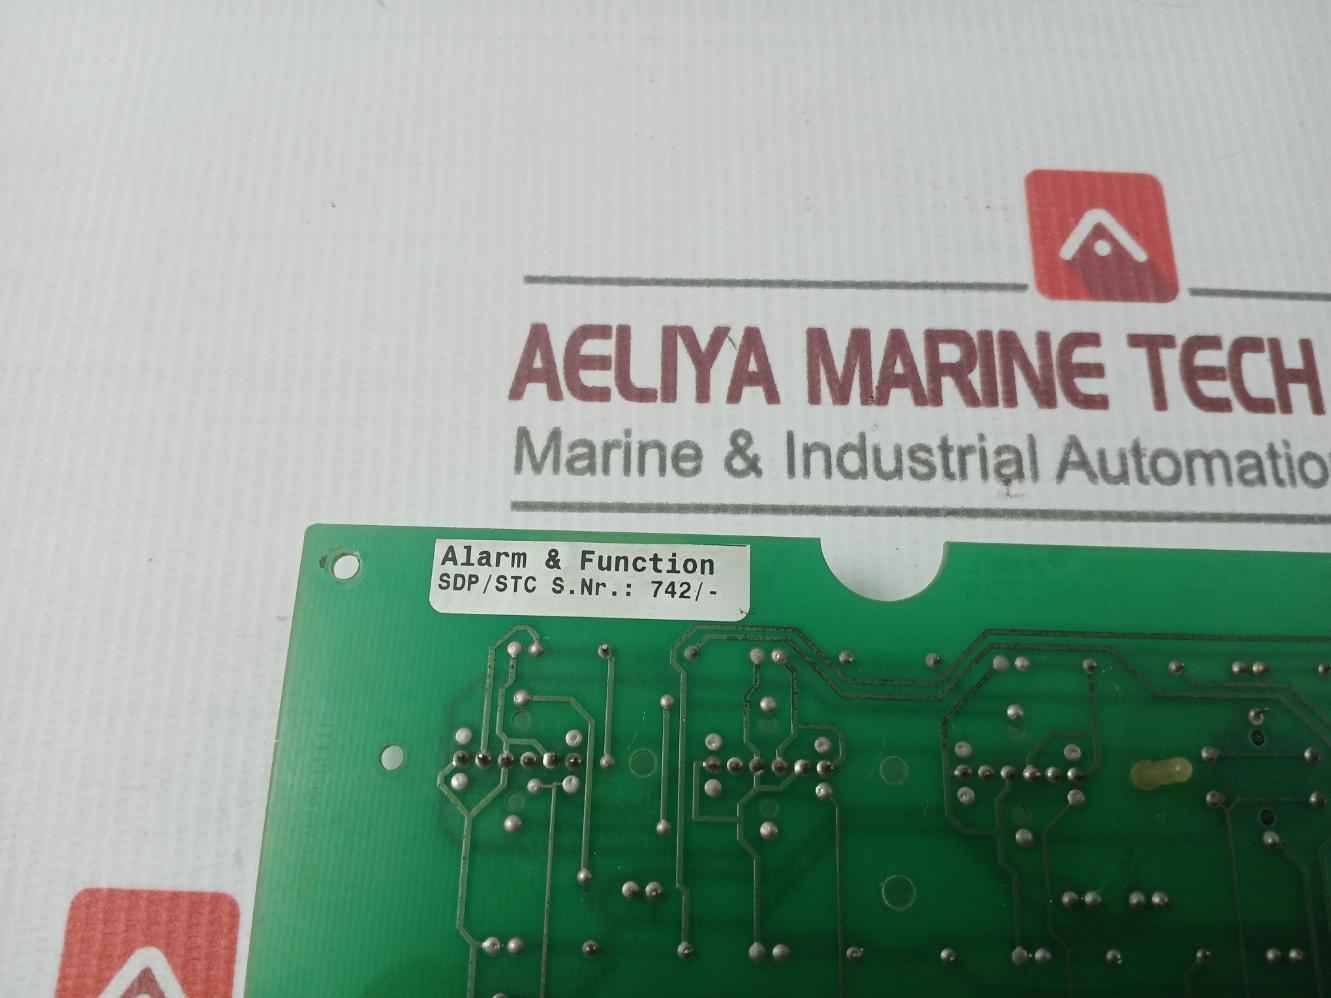 AELIYA MARINE TECH
Marine & Industrial Automatio
Alarm & Function
SDP/STC S.Nr.: 742/-